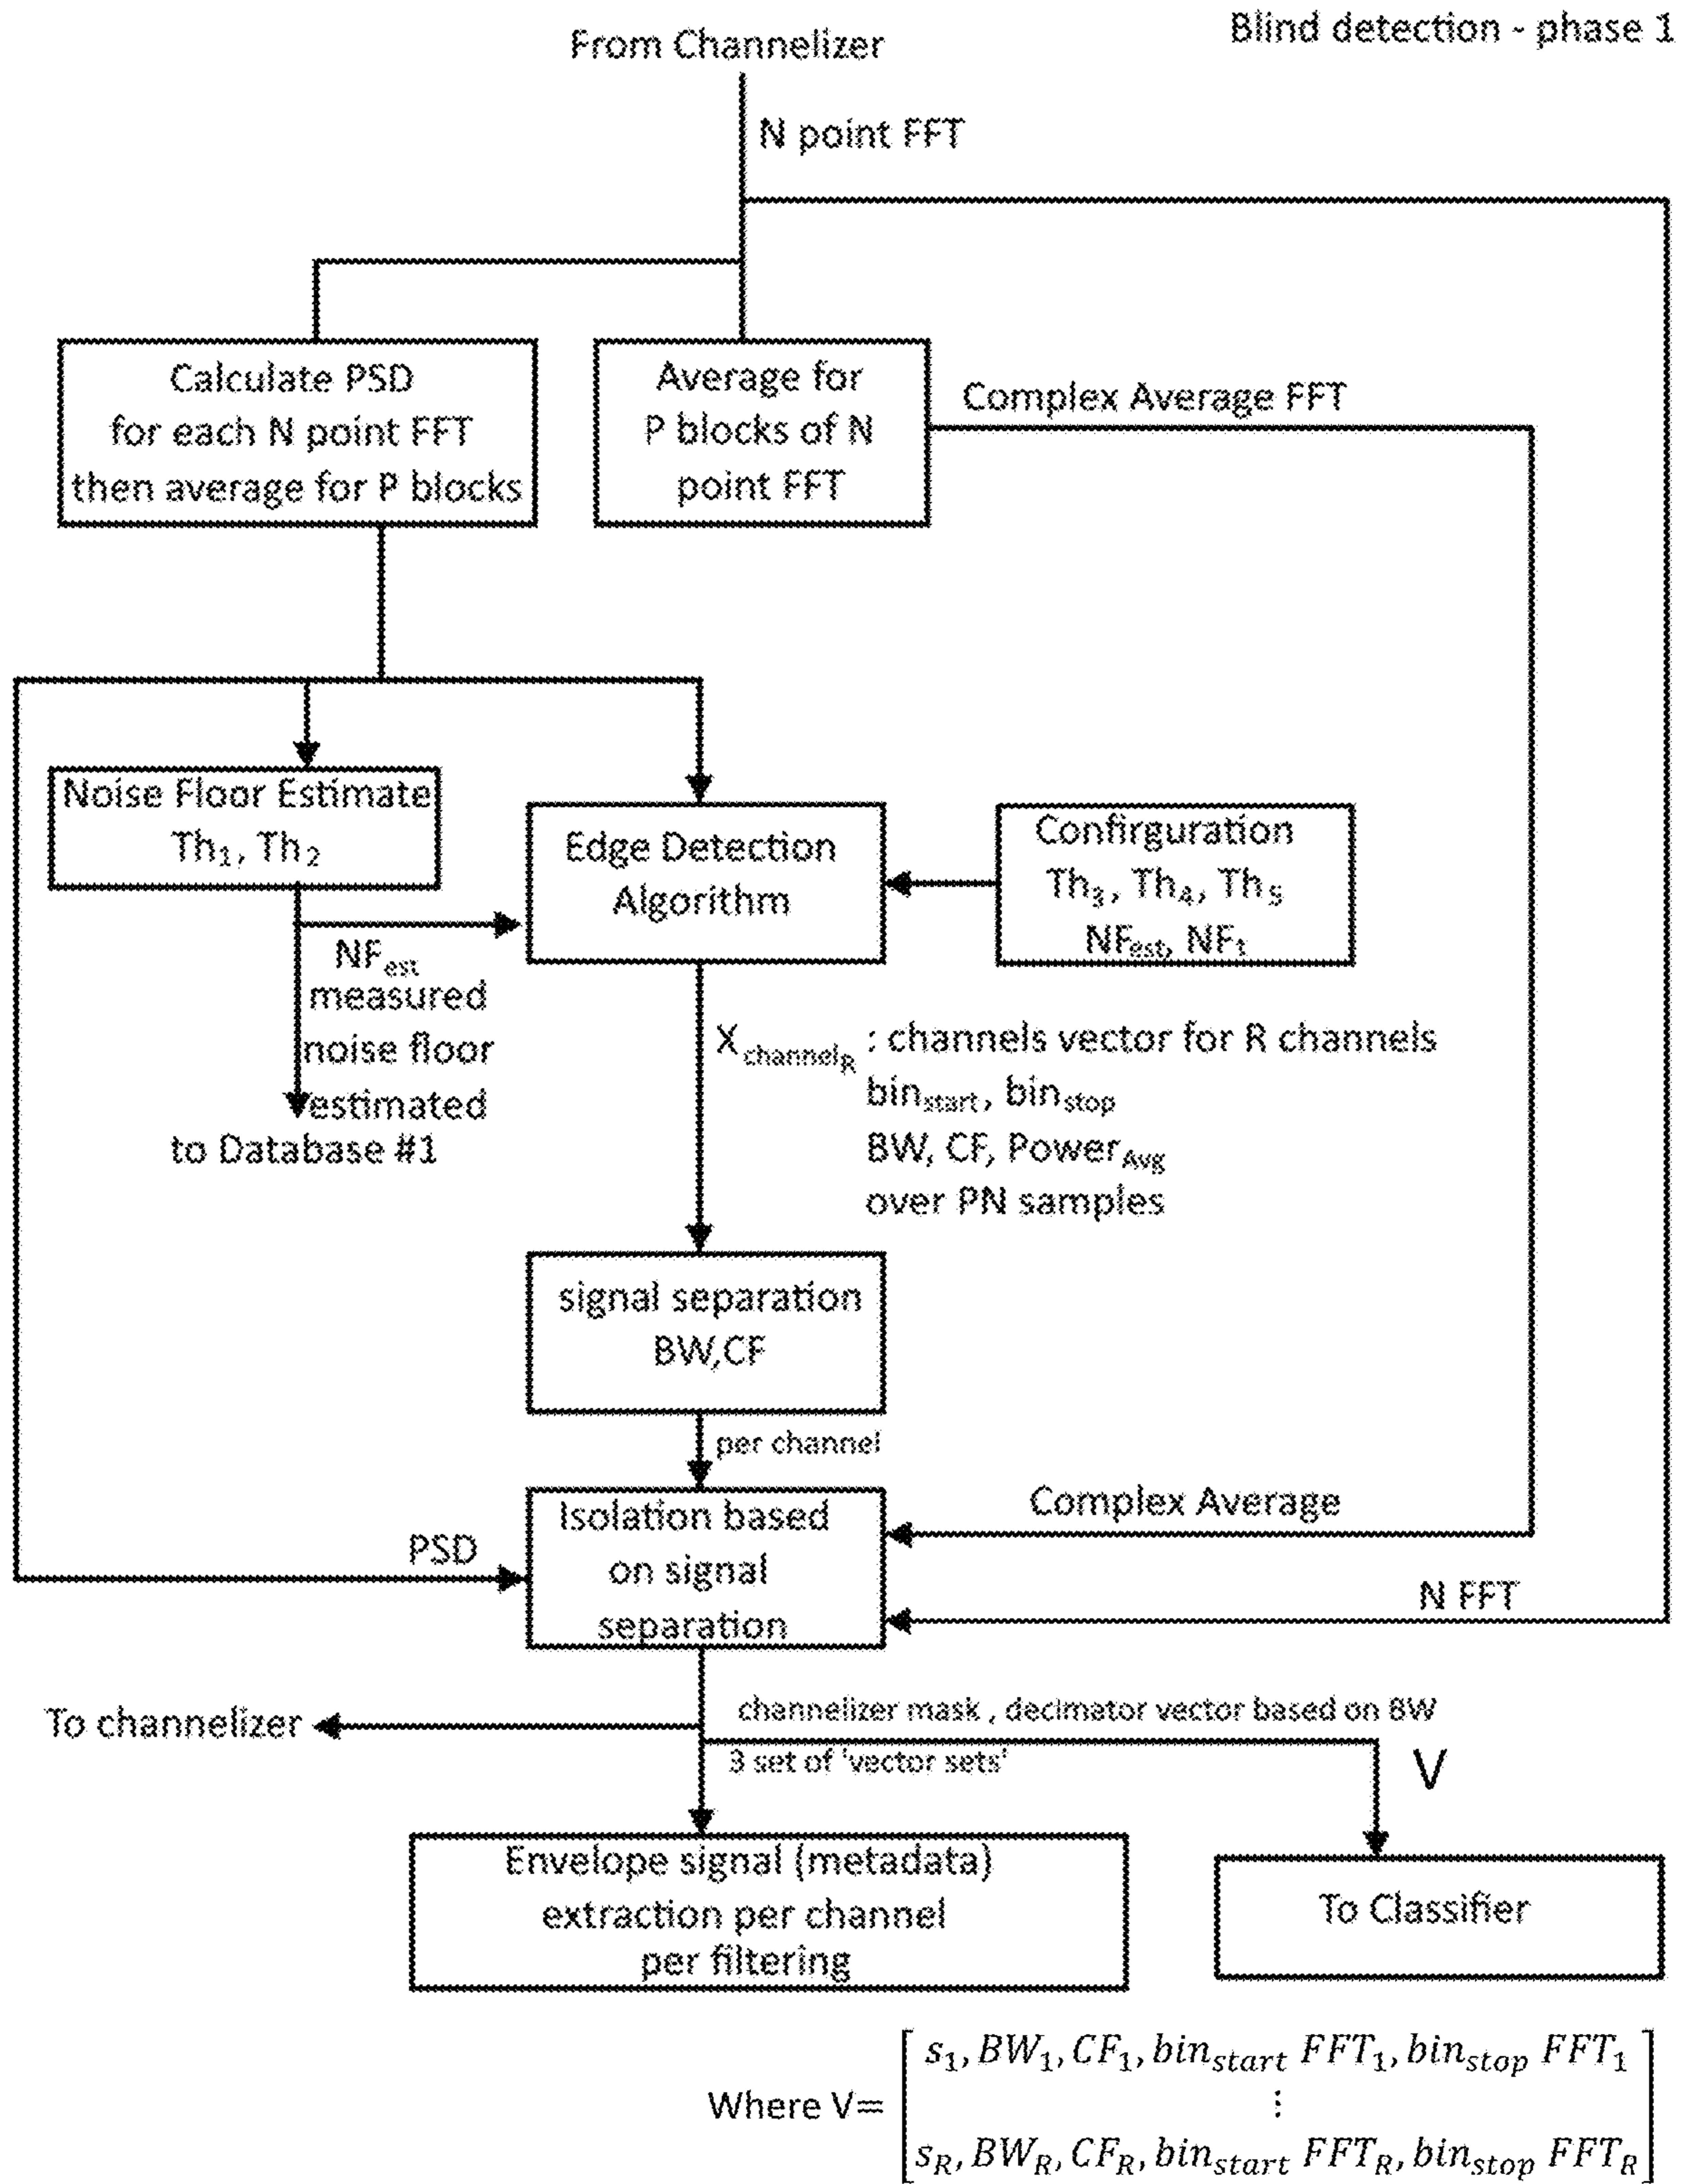 Blind detection - phase 1
From Channelizer
N point FFT
Calculate PSD
for each N point FFT
then average for P blocks
Average for
P blocks of N
point FFT
Complex Average FFT
Noise Floor Estimate
Th₁, Th₂
Edge Detection
Algorithm
Confirguration
Th₃, Th₄, Th₅
NFₑₛₜ, NFₜ
NFₑₛₜ
measured
noise floor
estimated
to Database #1
X channel_R : channels vector for R channels
bin_start, bin_stop
BW, CF, Power_Avg
over PN samples
signal separation
BW,CF
per channel
Isolation based
on signal
separation
PSD
Complex Average
N FFT
To channelizer
channelizer mask , decimator vector based on BW
3 set of 'vector sets'
V
Envelope signal (metadata)
extraction per channel
per filtering
To Classifier
s₁, BW₁, CF₁, bin_start FFT₁, bin_stop FFT₁
Where V= ⋮
s_R, BW_R, CF_R, bin_start FFT_R, bin_stop FFT_R